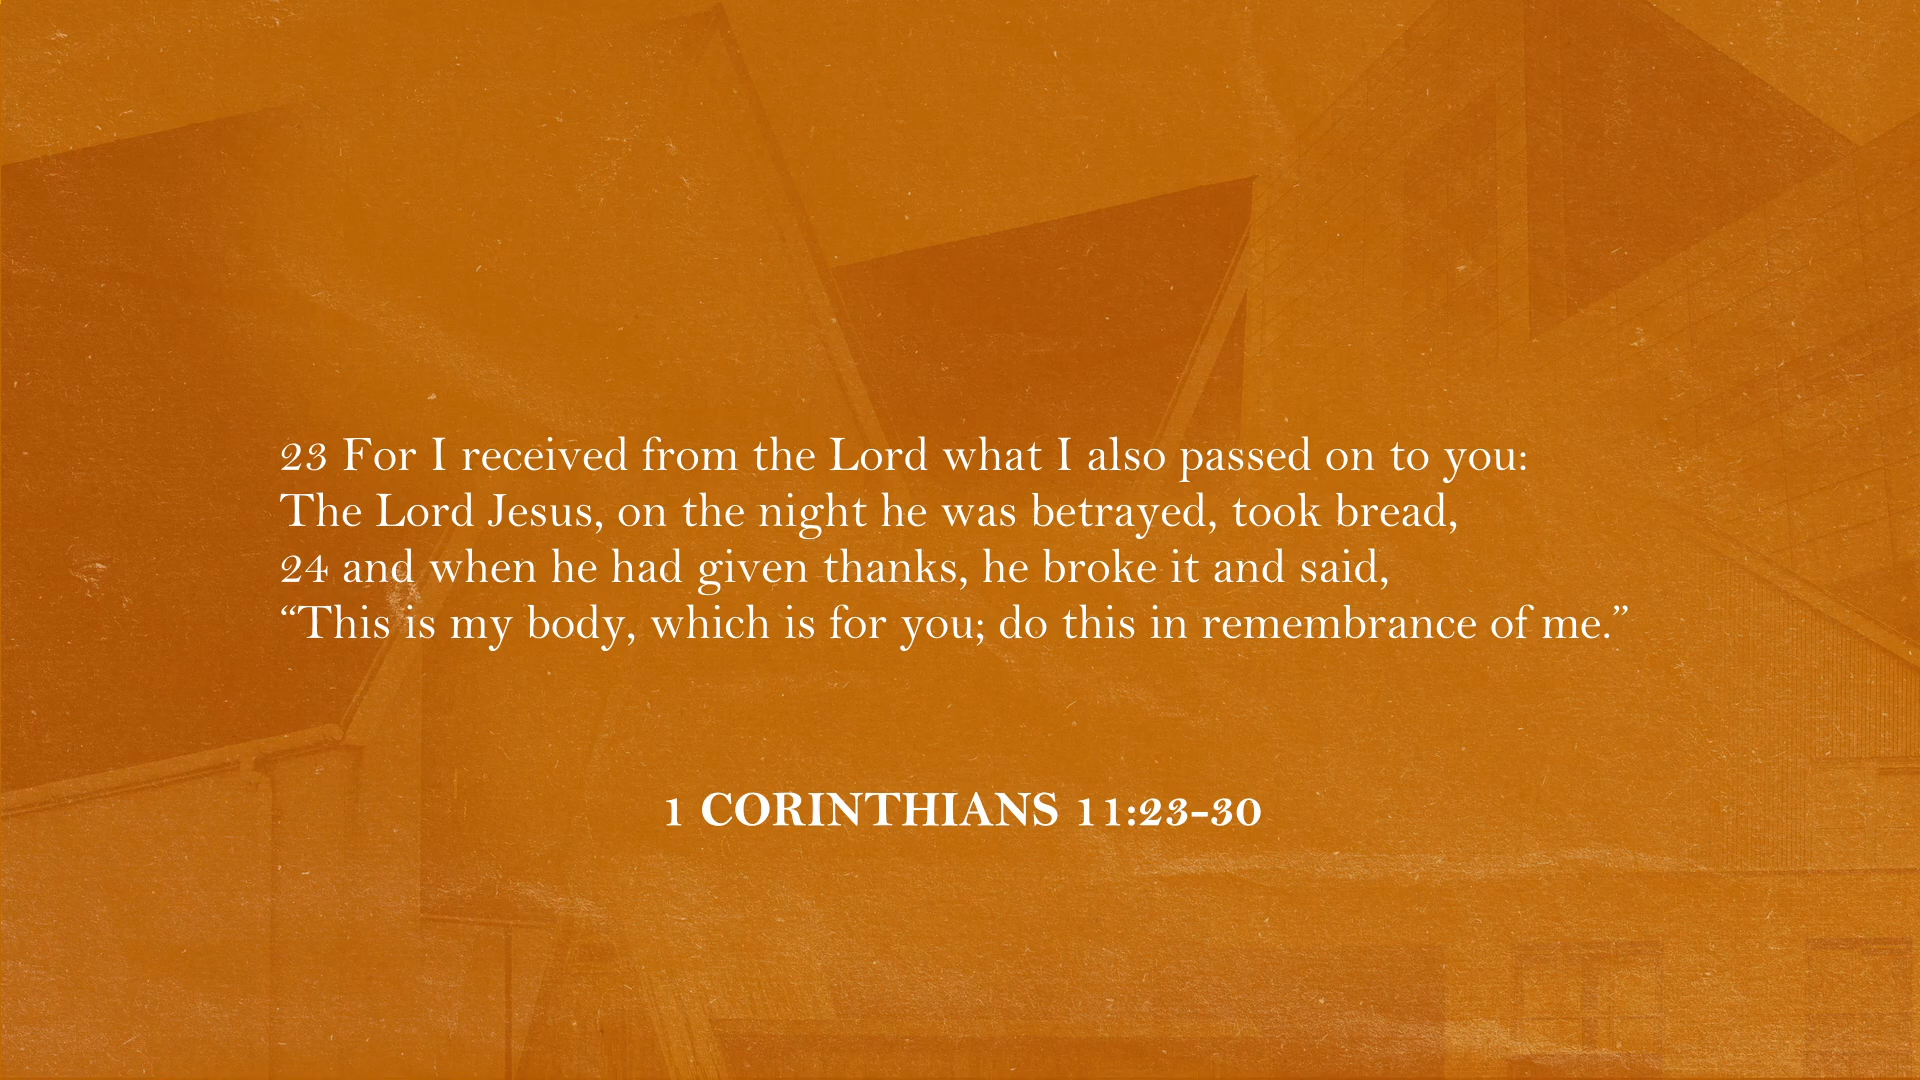 23 For I received from the Lord what I also passed on to you:
The Lord Jesus, on the night he was betrayed, took bread,
24 and when he had given thanks, he broke it and said,
“This is my body, which is for you; do this in remembrance of me.”
1 CORINTHIANS 11:23-30